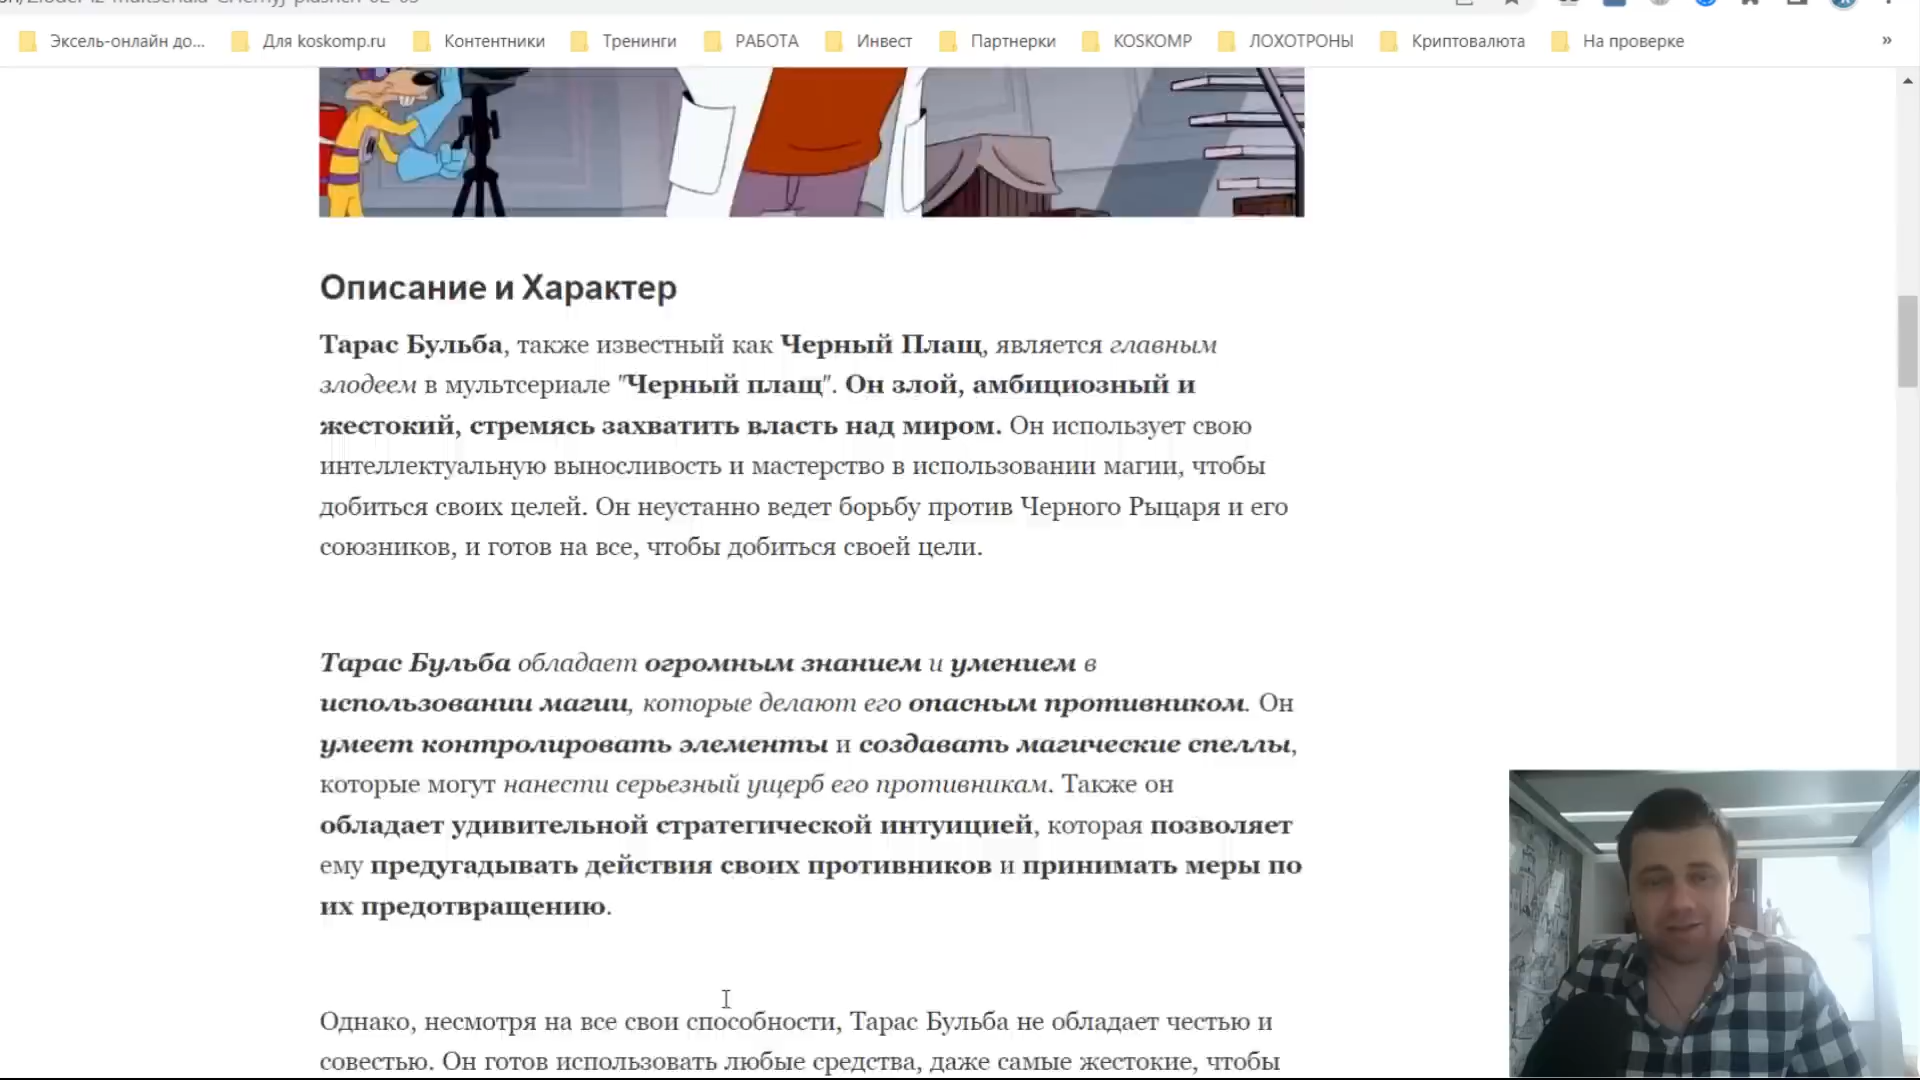 Эксель-онлайн до... Для koskomp.ru Контентники Тренинги РАБОТА Инвест Партнерки KOSKOMP ЛОХОТРОНЫ Криптовалюта На проверке »
Описание и Характер
Тарас Бульба, также известный как Черный Плащ, является главным
злодеем в мультсериале "Черный плащ". Он злой, амбициозный и
жестокий, стремясь захватить власть над миром. Он использует свою
интеллектуальную выносливость и мастерство в использовании магии, чтобы
добиться своих целей. Он неустанно ведет борьбу против Черного Рыцаря и его
союзников, и готов на все, чтобы добиться своей цели.
Тарас Бульба обладает огромным знанием и умением в
использовании магии, которые делают его опасным противником. Он
умеет контролировать элементы и создавать магические спеллы,
которые могут нанести серьезный ущерб его противникам. Также он
обладает удивительной стратегической интуицией, которая позволяет
ему предугадывать действия своих противников и принимать меры по
их предотвращению.
Однако, несмотря на все свои способности, Тарас Бульба не обладает честью и
совестью. Он готов использовать любые средства, даже самые жестокие, чтобы